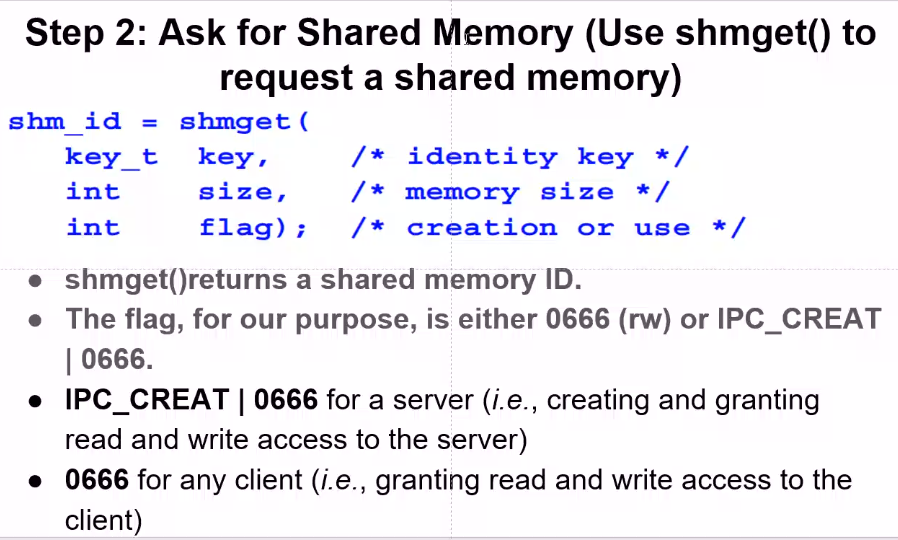 Step 2: Ask for Shared Memory (Use shmget() to
request a shared memory)
shm_id = shmget(
key_t key, /* identity key */
int size, /* memory size */
int flag); /* creation or use */
● shmget()returns a shared memory ID.
● The flag, for our purpose, is either 0666 (rw) or IPC_CREAT
| 0666.
● IPC_CREAT | 0666 for a server (i.e., creating and granting
read and write access to the server)
● 0666 for any client (i.e., granting read and write access to the
client)